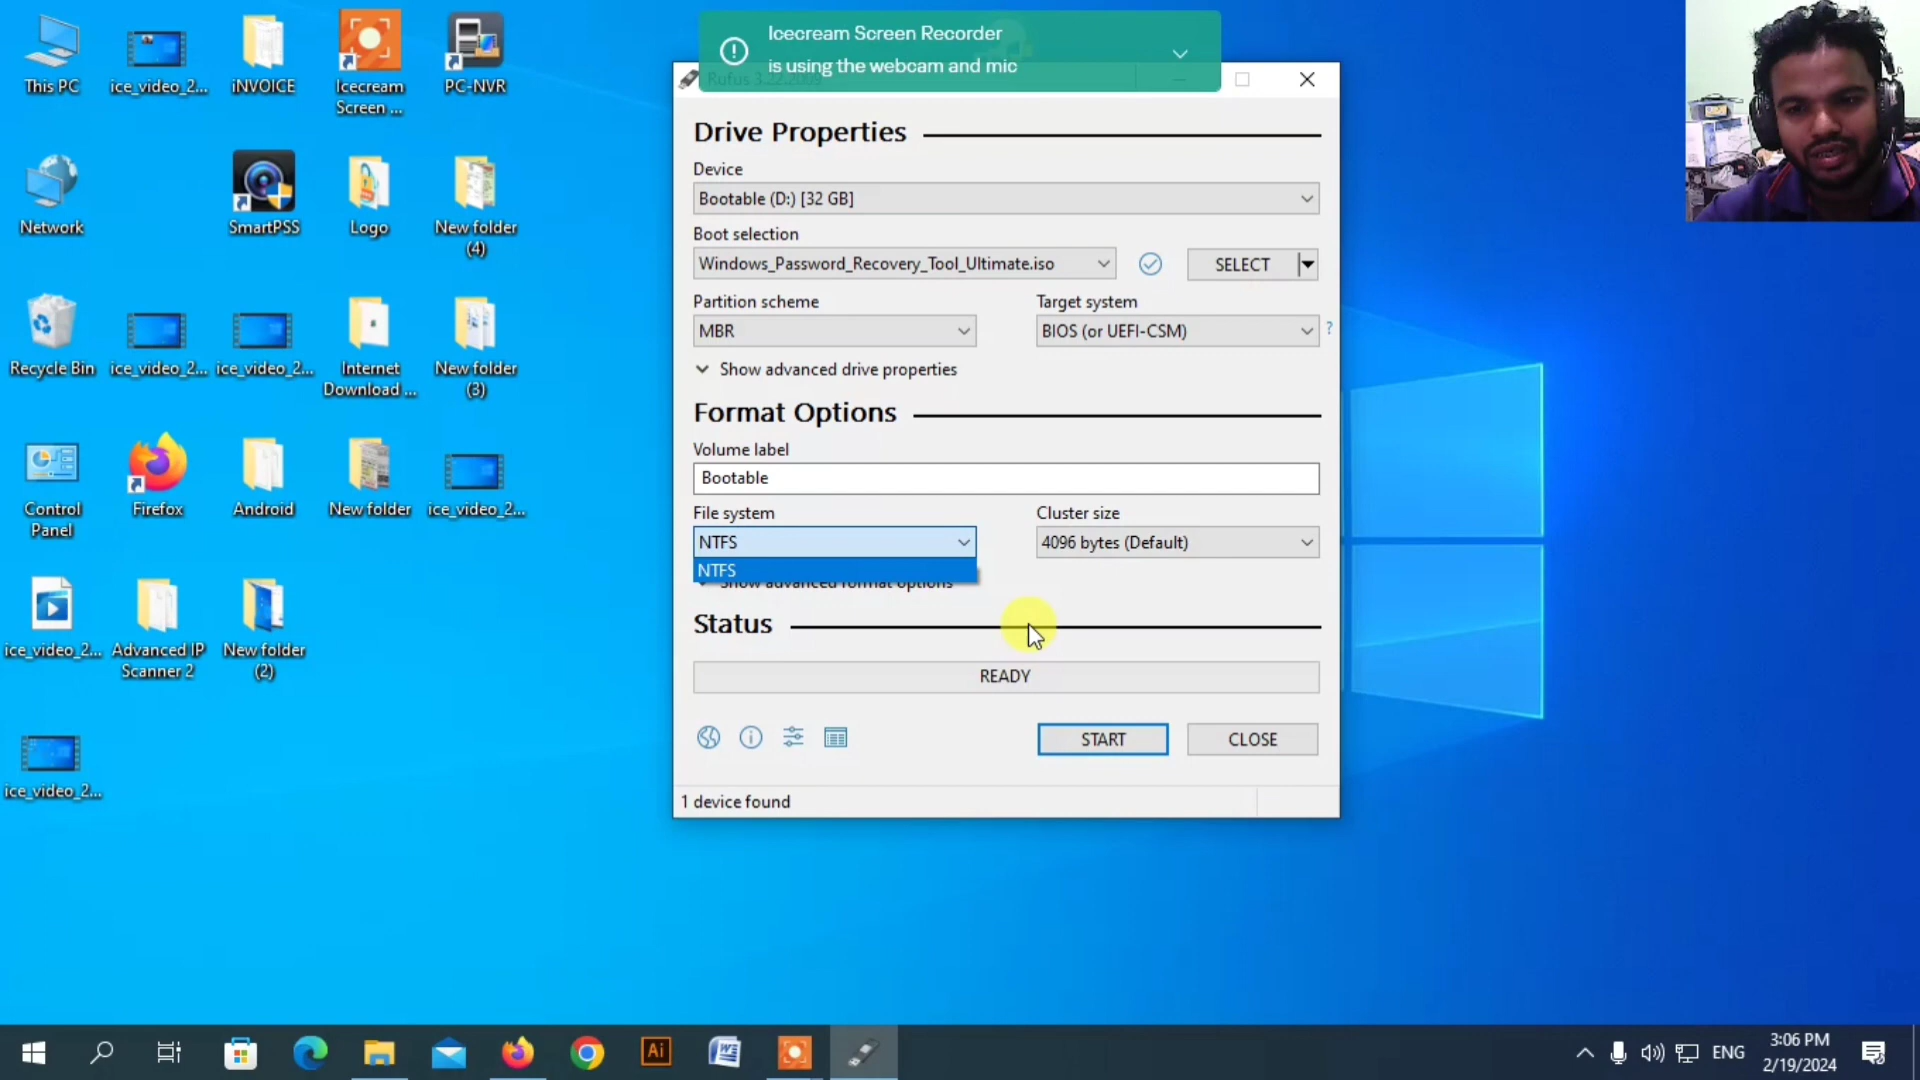 This PC
ice_video_2...
iNVOICE
Icecream
Screen ...
PC-NVR
Network
SmartPSS
Logo
New folder
(4)
Recycle Bin
ice_video_2...
ice_video_2...
Internet
Download ...
New folder
(3)
Control
Panel
Firefox
Android
New folder
ice_video_2...
ice_video_2...
Advanced IP
Scanner 2
New folder
(2)
ice_video_2...
Icecream Screen Recorder
is using the webcam and mic
Drive Properties
Device
Bootable (D:) [32 GB]
Boot selection
Windows_Password_Recovery_Tool_Ultimate.iso
SELECT
Partition scheme
Target system
MBR
BIOS (or UEFI-CSM)
?
Show advanced drive properties
Format Options
Volume label
Bootable
File system
Cluster size
NTFS
4096 bytes (Default)
NTFS
Show advanced format options
Status
READY
START
CLOSE
1 device found
Ai
ENG
3:06 PM
2/19/2024